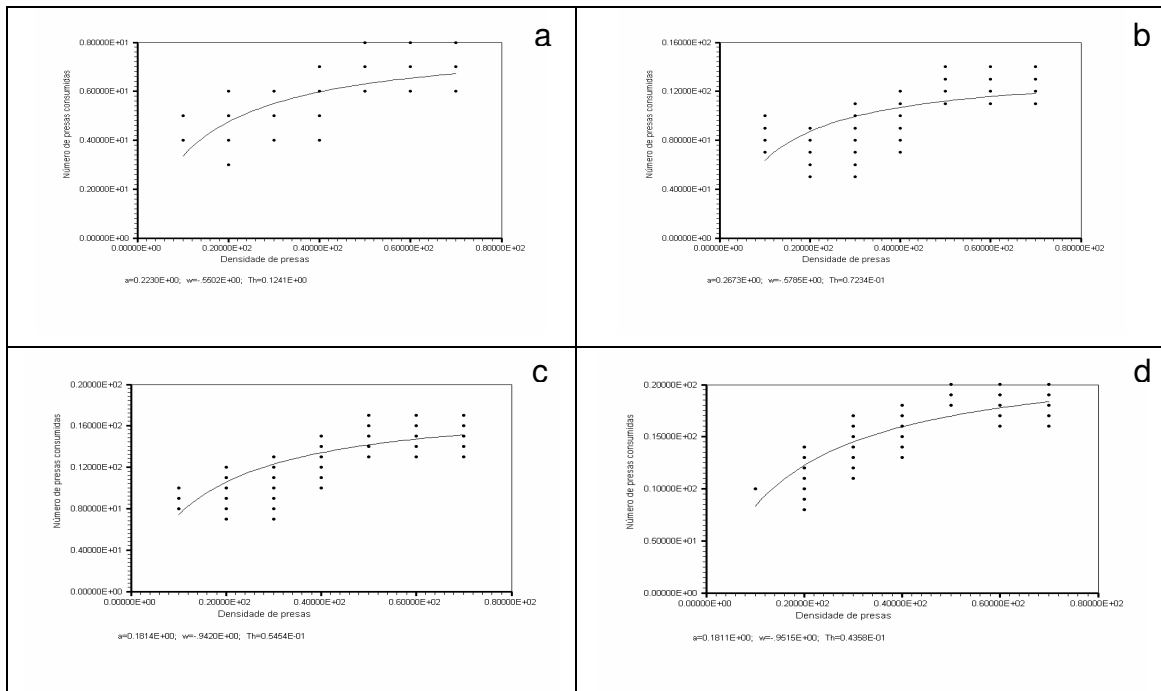 a
Número de presas consumidas
0.80000E+01
0.60000E+01
0.40000E+01
0.20000E+01
0.00000E+00
0.00000E+00 0.20000E+02 0.40000E+02 0.60000E+02 0.80000E+02
Densidade de presas
a=0.2230E+00; w=-.5502E+00; Th=0.1241E+00
b
Número de presas consumidas
0.16000E+02
0.12000E+02
0.80000E+01
0.40000E+01
0.00000E+00
0.00000E+00 0.20000E+02 0.40000E+02 0.60000E+02 0.80000E+02
Densidade de presas
a=0.2673E+00; w=-.5785E+00; Th=0.7234E-01
c
Número de presas consumidas
0.20000E+02
0.16000E+02
0.12000E+02
0.80000E+01
0.40000E+01
0.00000E+00
0.00000E+00 0.20000E+02 0.40000E+02 0.60000E+02 0.80000E+02
Densidade de presas
a=0.1814E+00; w=-.9420E+00; Th=0.5454E-01
d
Número de presas consumidas
0.20000E+02
0.15000E+02
0.10000E+02
0.50000E+01
0.00000E+00
0.00000E+00 0.20000E+02 0.40000E+02 0.60000E+02 0.80000E+02
Densidade de presas
a=0.1811E+00; w=-.9515E+00; Th=0.4358E-01